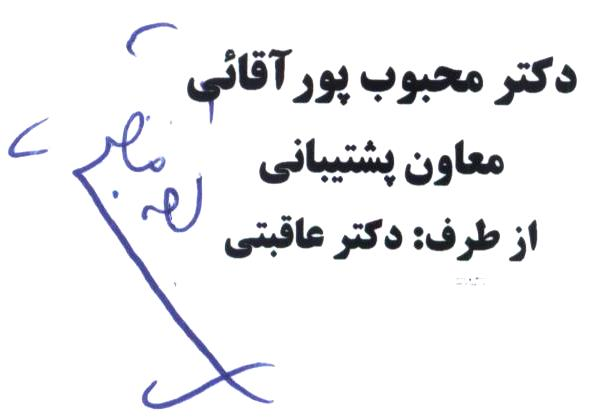 دکتر محبوب پور آقائی
معاون پشتیبانی
از طرف: دکتر عاقبتی